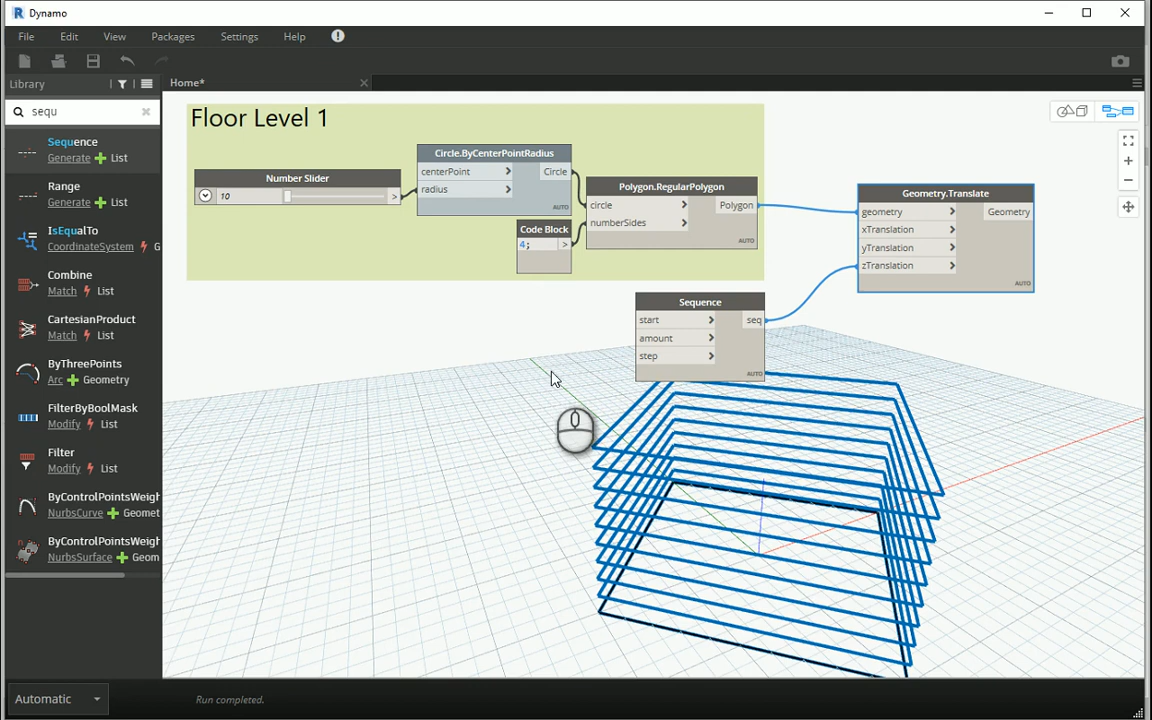 Dynamo
File Edit View Packages Settings Help
Library
Home*
sequ
Sequence
Generate List
Range
Generate List
IsEqualTo
CoordinateSystem G
Combine
Match List
CartesianProduct
Match List
ByThreePoints
Arc Geometry
FilterByBoolMask
Modify List
Filter
Modify List
ByControlPointsWeigh
NurbsCurve Geomet
ByControlPointsWeigh
NurbsSurface Geom
Floor Level 1
Number Slider
10 >
Circle.ByCenterPointRadius
centerPoint > Circle
radius >
AUTO
Code Block
4; >
Polygon.RegularPolygon
circle > Polygon
numberSides >
AUTO
Geometry.Translate
geometry > Geometry
xTranslation >
yTranslation >
zTranslation >
AUTO
Sequence
start > seq
amount >
step >
AUTO
Automatic
Run completed.